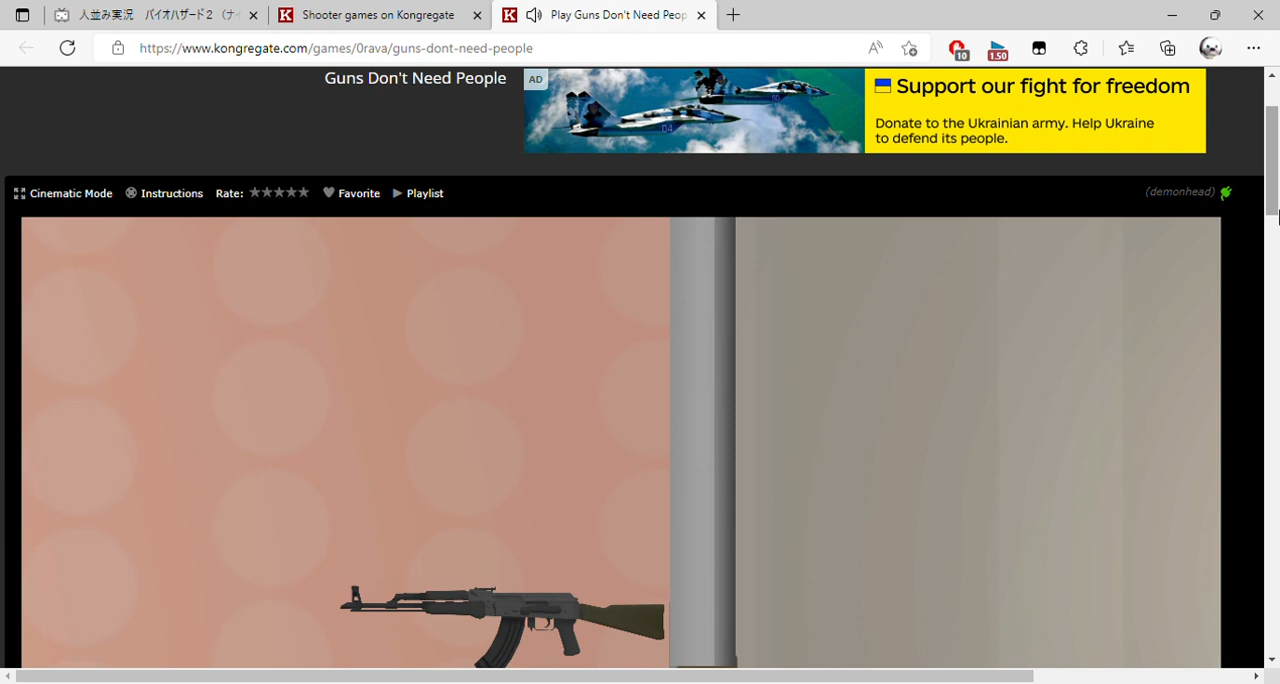 人並み実況 バイオハザード２ （ナイ
Shooter games on Kongregate
Play Guns Don't Need Peop
https://www.kongregate.com/games/0rava/guns-dont-need-people
10
1.50
Guns Don't Need People
AD
Support our fight for freedom
Donate to the Ukrainian army. Help Ukraine
to defend its people.
Cinematic Mode
Instructions
Rate:
Favorite
Playlist
(demonhead)